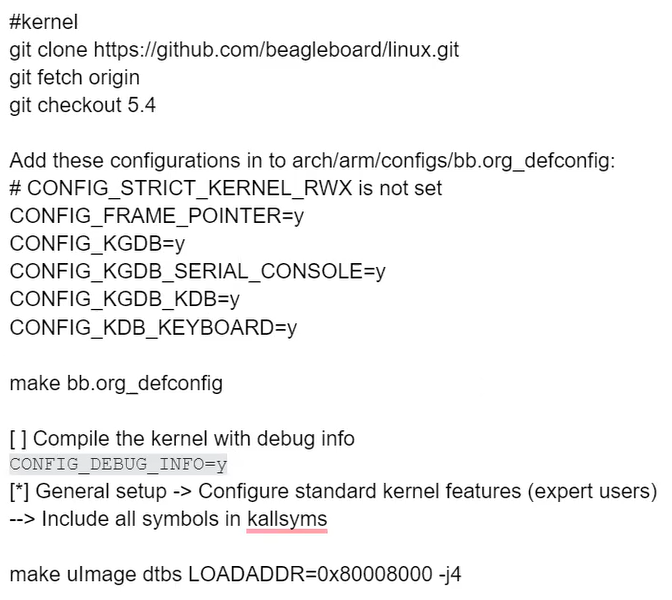 #kernel
git clone https://github.com/beagleboard/linux.git
git fetch origin
git checkout 5.4
Add these configurations in to arch/arm/configs/bb.org_defconfig:
# CONFIG_STRICT_KERNEL_RWX is not set
CONFIG_FRAME_POINTER=y
CONFIG_KGDB=y
CONFIG_KGDB_SERIAL_CONSOLE=y
CONFIG_KGDB_KDB=y
CONFIG_KDB_KEYBOARD=y
make bb.org_defconfig
[ ] Compile the kernel with debug info
CONFIG_DEBUG_INFO=y
[*] General setup -> Configure standard kernel features (expert users)
--> Include all symbols in kallsyms
make uImage dtbs LOADADDR=0x80008000 -j4